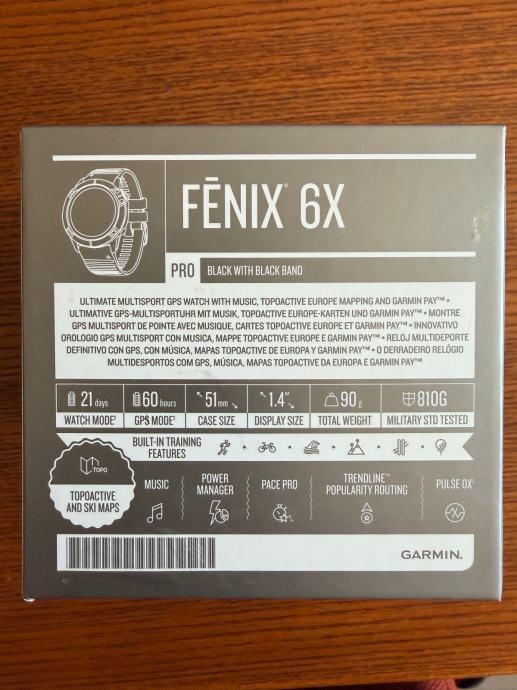 FĒNIX® 6X
PRO BLACK WITH BLACK BAND
ULTIMATE MULTISPORT GPS WATCH WITH MUSIC, TOPOACTIVE EUROPE MAPPING AND GARMIN PAY™ •
ULTIMATIVE GPS-MULTISPORTUHR MIT MUSIK, TOPOACTIVE EUROPE-KARTEN UND GARMIN PAY™ • MONTRE
GPS MULTISPORT DE POINTE AVEC MUSIQUE, CARTES TOPOACTIVE EUROPE ET GARMIN PAY™ • INNOVATIVO
OROLOGIO GPS MULTISPORT CON MUSICA, MAPPE TOPOACTIVE EUROPE E GARMIN PAY™ • RELOJ MULTIDEPORTE
DEFINITIVO CON GPS, CON MÚSICA, MAPAS TOPOACTIVE DE EUROPA Y GARMIN PAY™ • O DERRADEIRO RELÓGIO
MULTIDESPORTOS COM GPS, MÚSICA, MAPAS TOPOACTIVE DA EUROPA E GARMIN PAY™
21 days 60 hours 51mm 1.4″ 90g 810G
WATCH MODE² GPS MODE² CASE SIZE DISPLAY SIZE TOTAL WEIGHT MILITARY STD TESTED
BUILT-IN TRAINING
FEATURES
TOPO
TOPOACTIVE
AND SKI MAPS
MUSIC
POWER
MANAGER
PACE PRO
TRENDLINE™
POPULARITY ROUTING
PULSE OX
GARMIN.